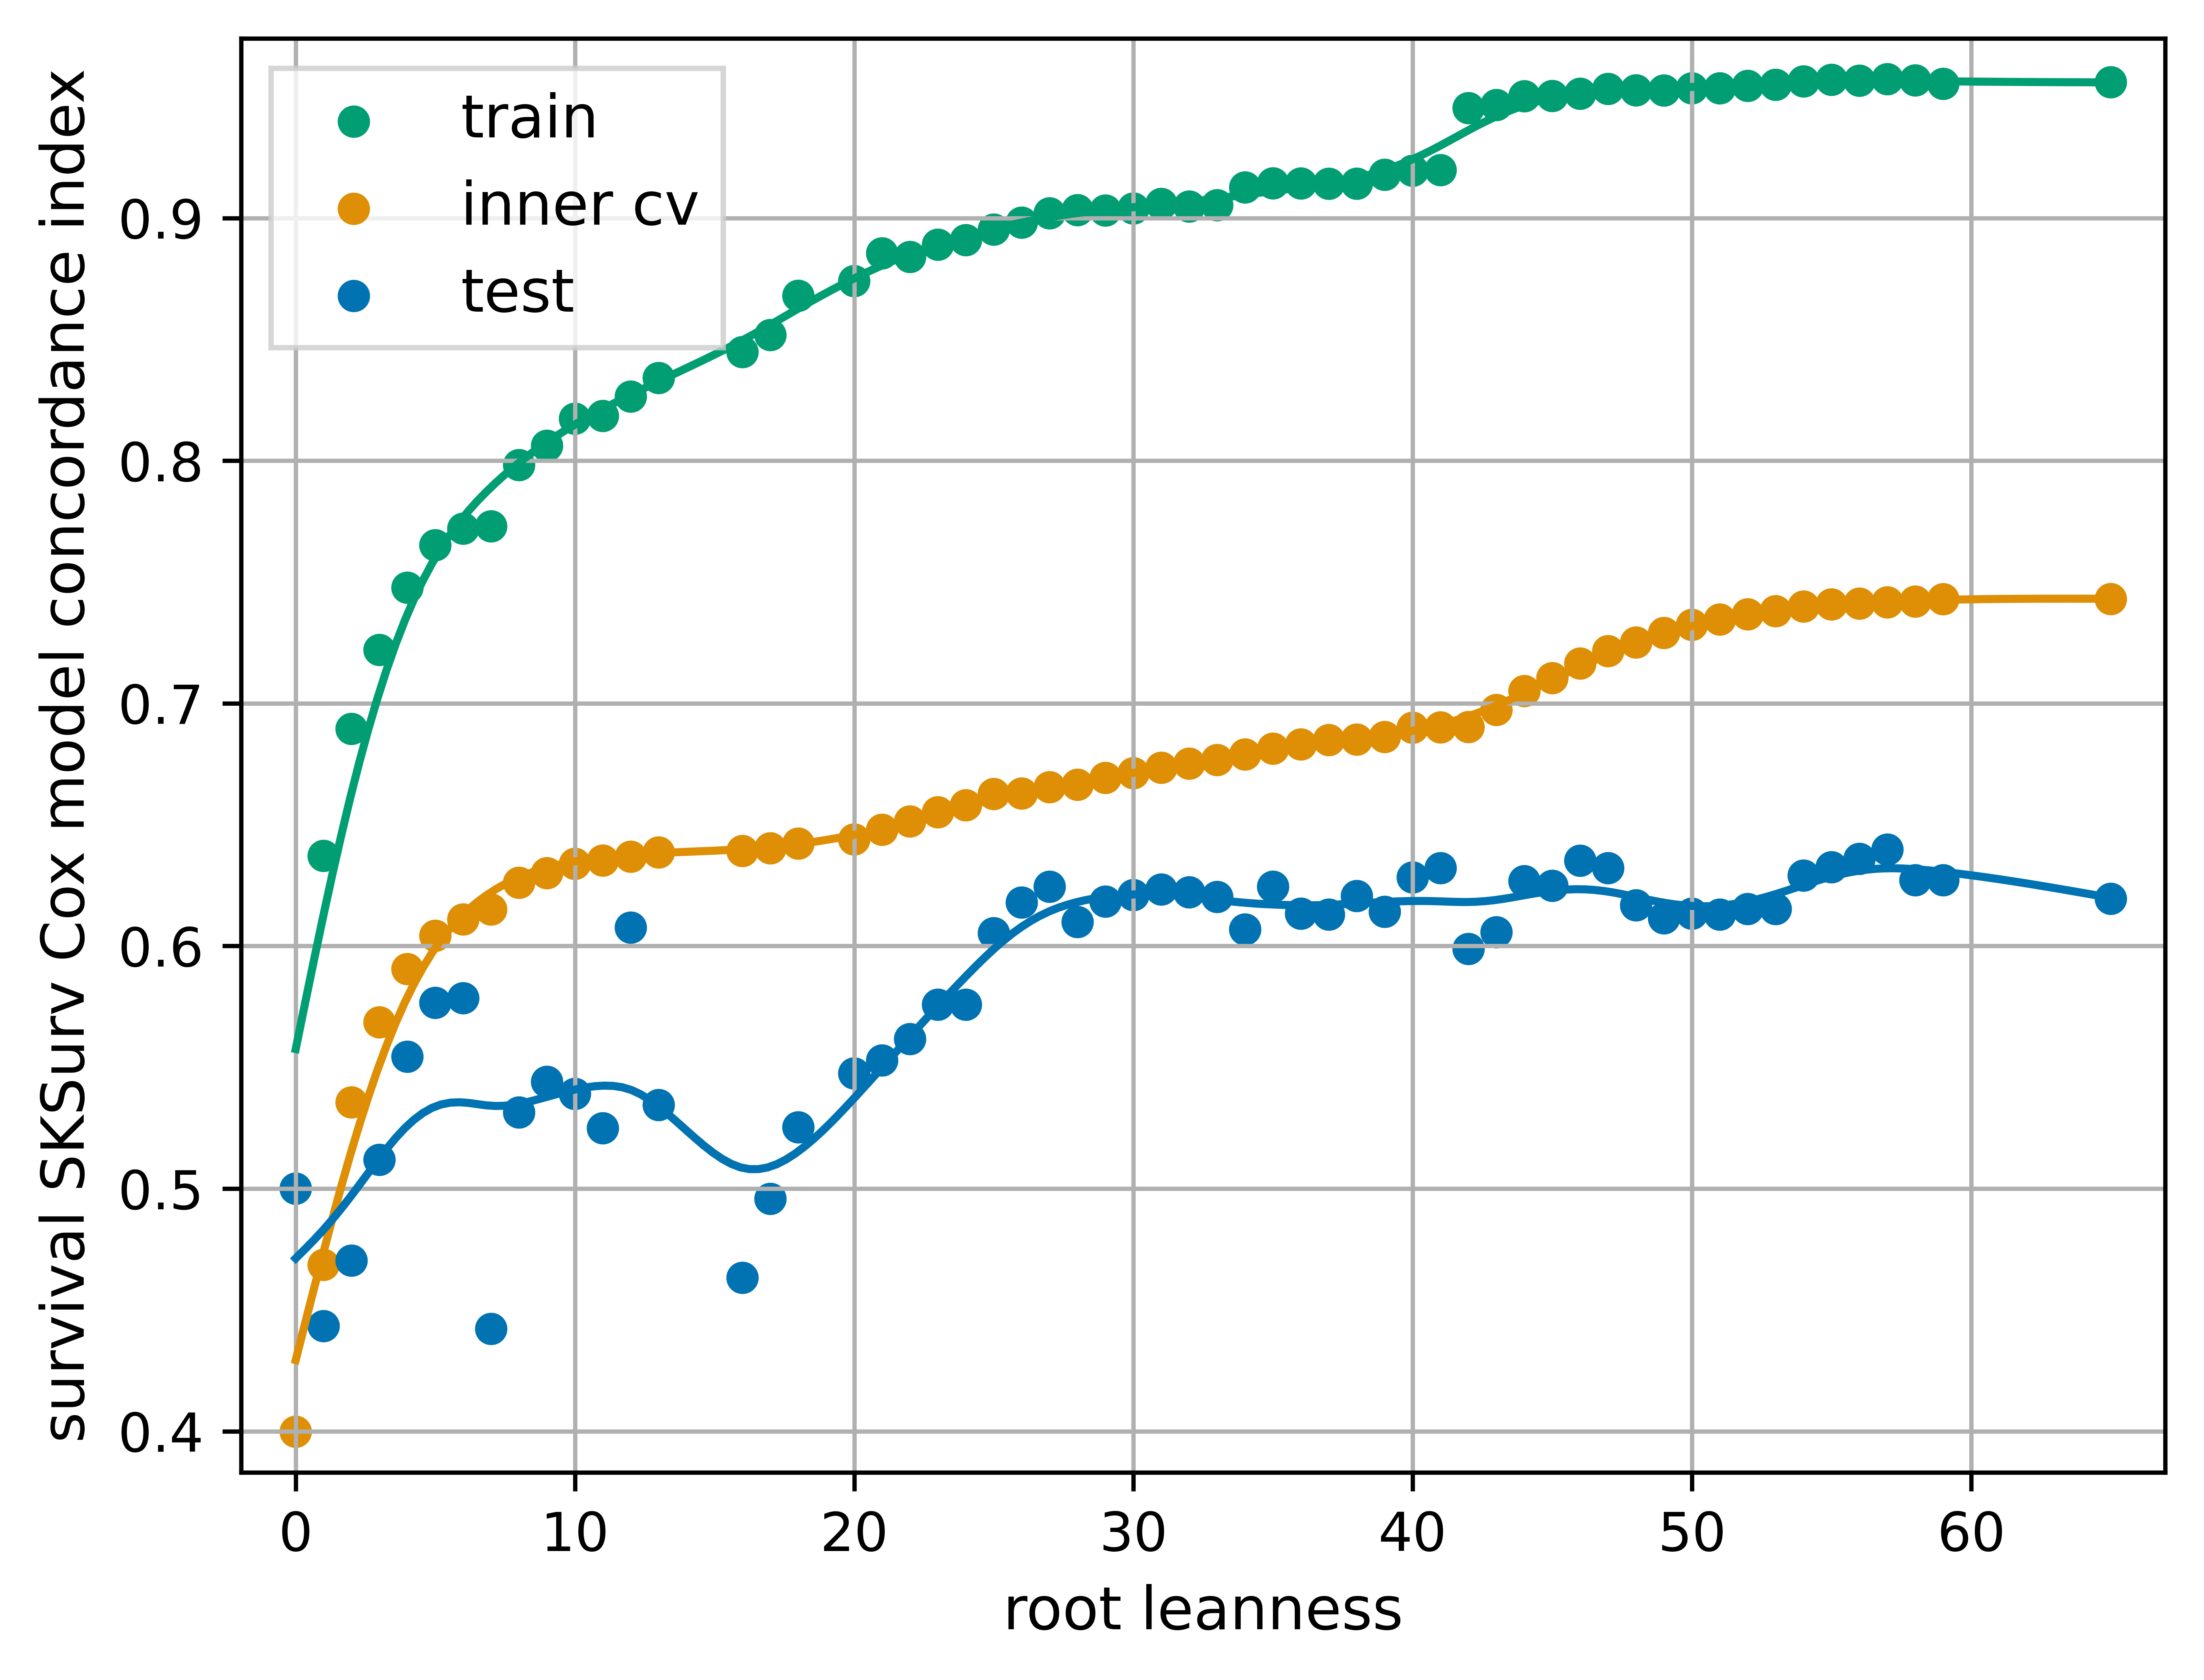 train
inner cv
test
survival SKSurv Cox model concordance index
0.9
0.8
0.7
0.6
0.5
0.4
0
10
20
30
40
50
60
root leanness